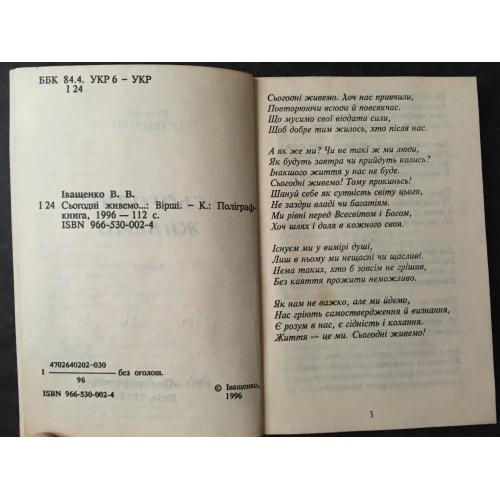 ББК 84.4. УКР 6 – УКР
І 24
Іващенко В. В.
І 24 Сьогодні живемо...: Вірші. – К.: Поліграф-
книга, 1996 — 112 с.
ISBN 966-530-002-4
4702640202-030
І ——— без оголош.
96
ISBN 966-530-002-4
© Іващенко,
1996
Сьогодні живемо. Хоч нас привчили,
Повторюючи всюди й повсякчас.
Що мусимо свої віддати сили,
Щоб добре тим жилось, хто після нас.
А як же ми? Чи не такі ж ми люди,
Як будуть завтра чи прийдуть колись?
Інакшого життя у нас не буде.
Сьогодні живемо! Тому прокинься!
Шануй себе як сутність світу цього,
Не заздри владі чи багатіям.
Ми рівні перед Всесвітом і Богом,
Хоч шлях і доля в кожного своя.
Існуєм ми у вимірі душі,
Лиш в ньому ми нещасні чи щасливі.
Нема таких, хто б зовсім не грішив,
Без каяття прожити неможливо.
Як нам не важко, але ми йдемо,
Нас гріють самоствердження й визнання,
Є розум в нас, є гідність і кохання.
Життя — це ми. Сьогодні живемо!
3